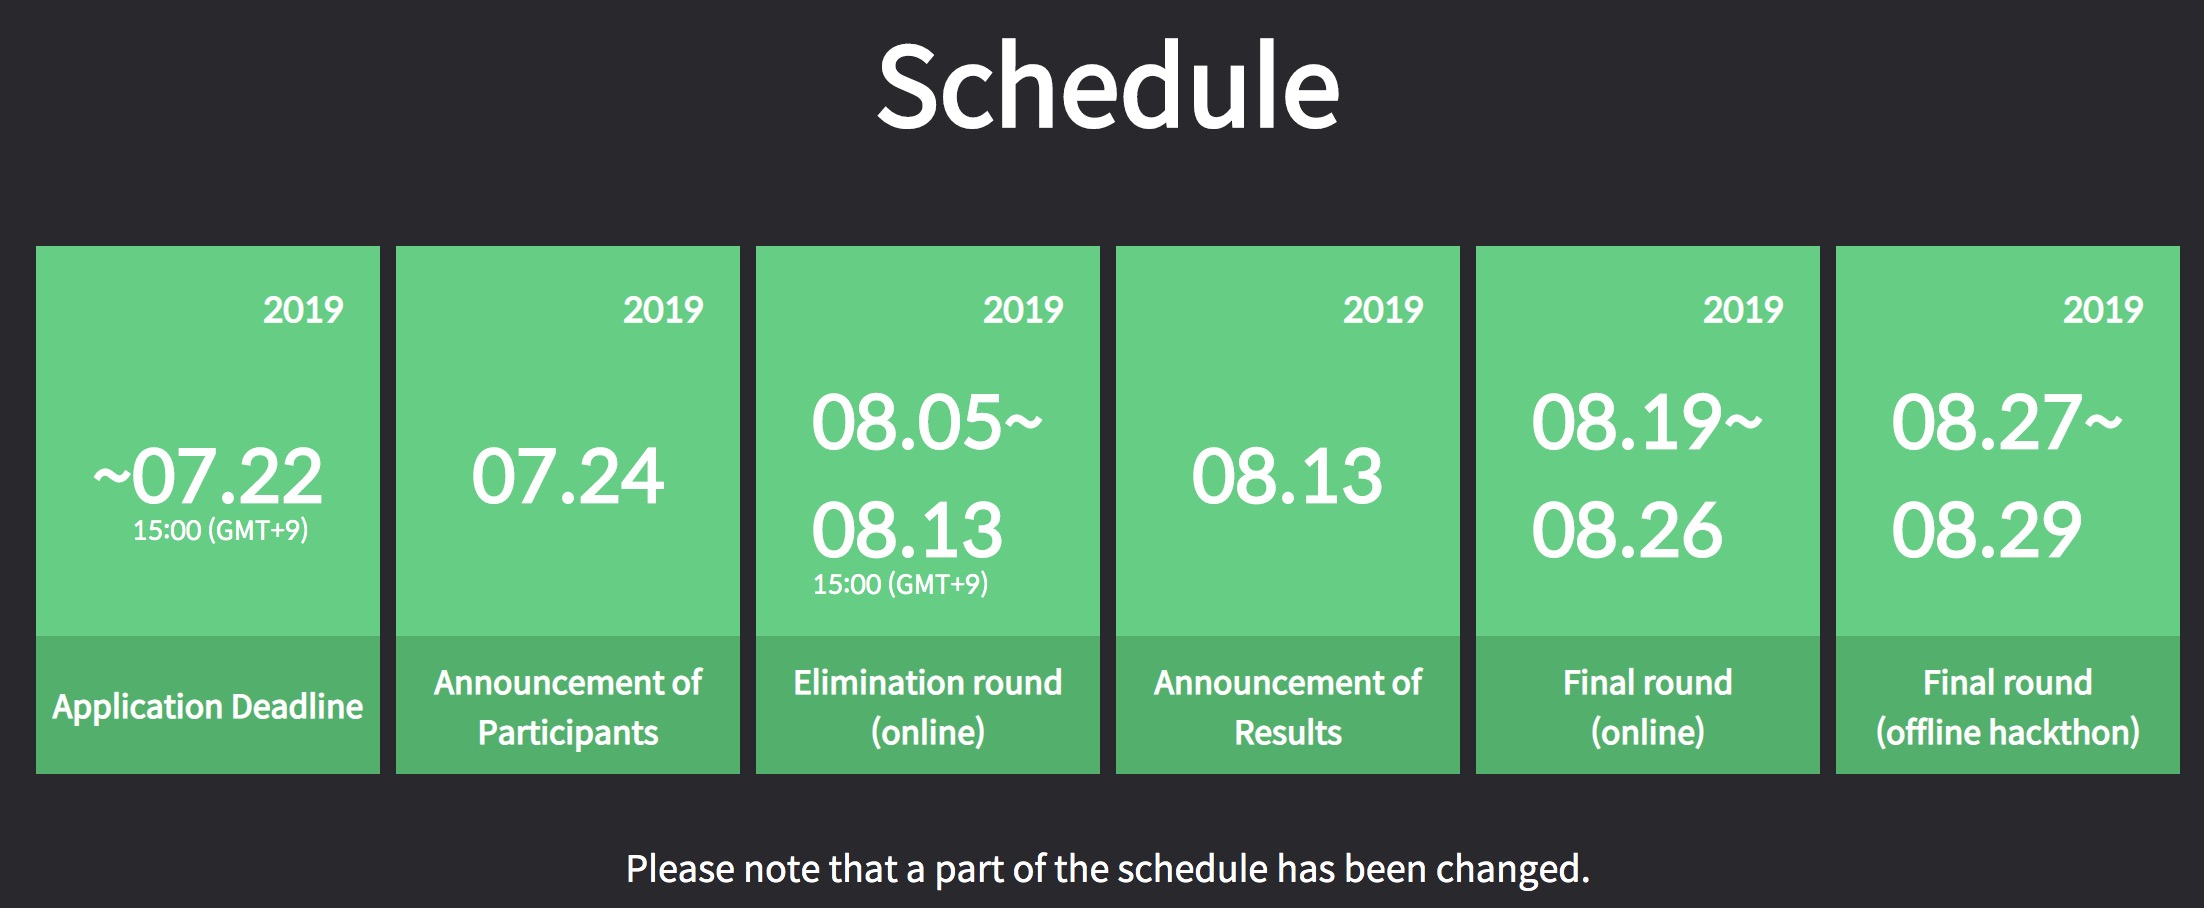 Schedule
2019
~07.22
15:00 (GMT+9)
Application Deadline
2019
07.24
Announcement of
Participants
2019
08.05~
08.13
15:00 (GMT+9)
Elimination round
(online)
2019
08.13
Announcement of
Results
2019
08.19~
08.26
Final round
(online)
2019
08.27~
08.29
Final round
(offline hackthon)
Please note that a part of the schedule has been changed.